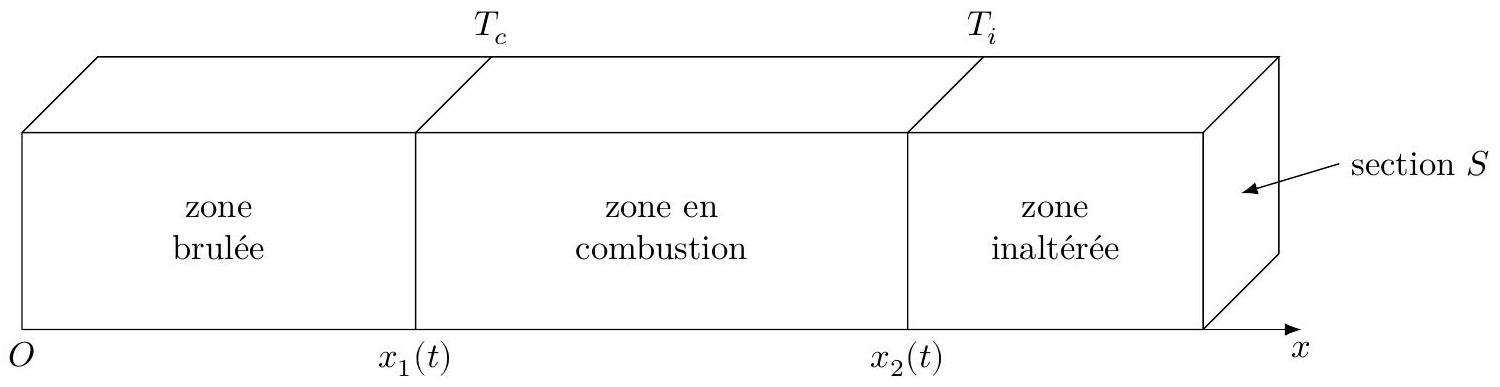 T_c
T_i
section S
zone
brulée
zone en
combustion
zone
inaltérée
O
x_1(t)
x_2(t)
x